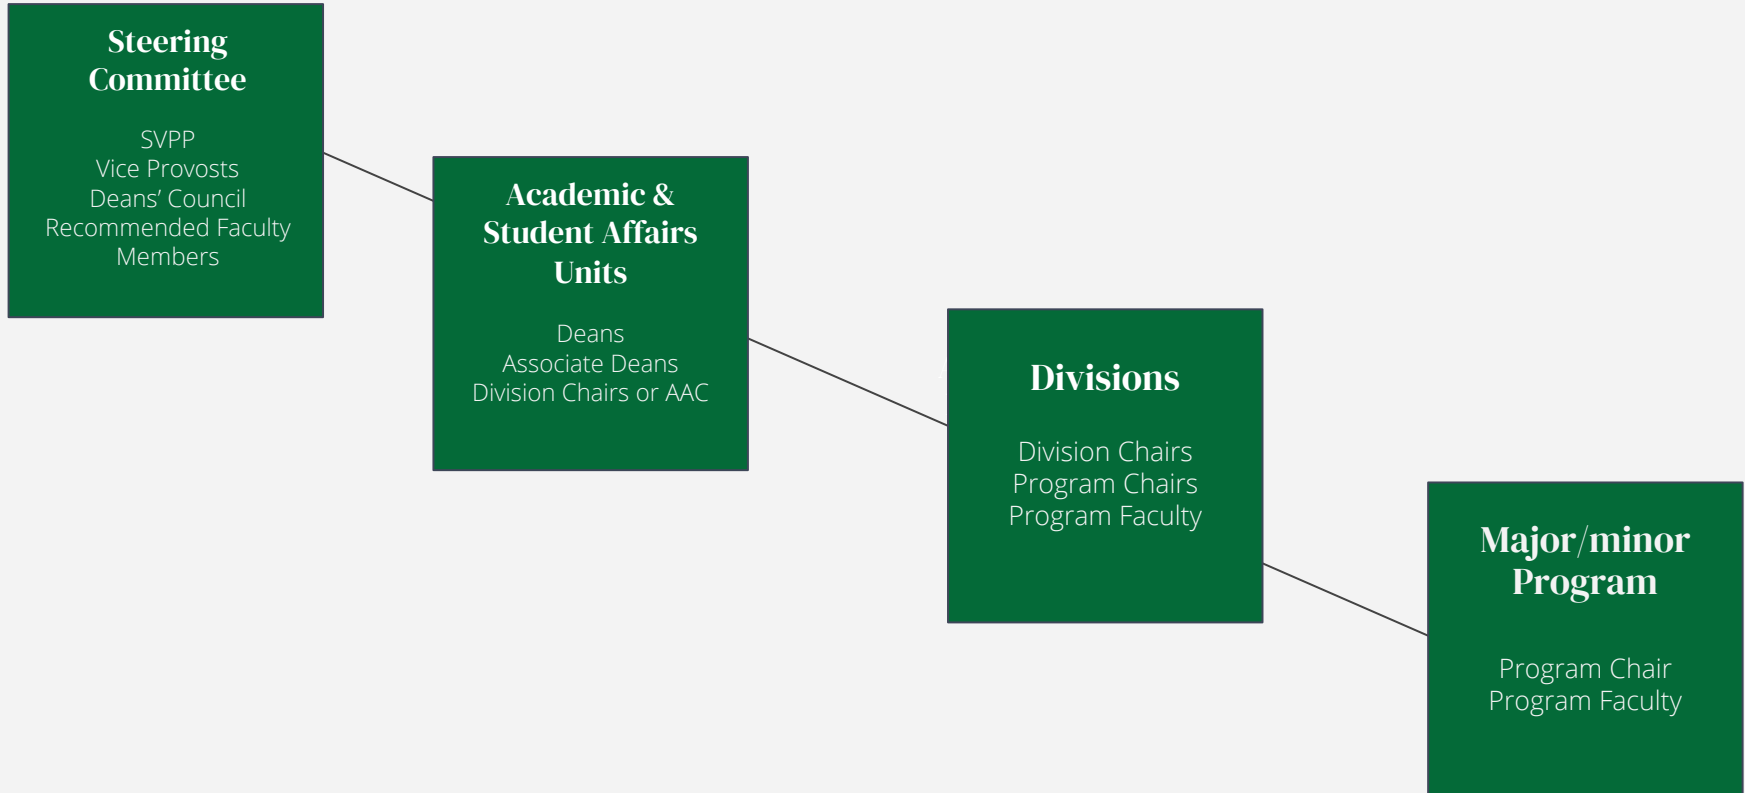 Steering
Committee
SVPP
Vice Provosts
Deans’ Council
Recommended Faculty
Members
Academic &
Student Affairs
Units
Deans
Associate Deans
Division Chairs or AAC
Divisions
Division Chairs
Program Chairs
Program Faculty
Major/minor
Program
Program Chair
Program Faculty